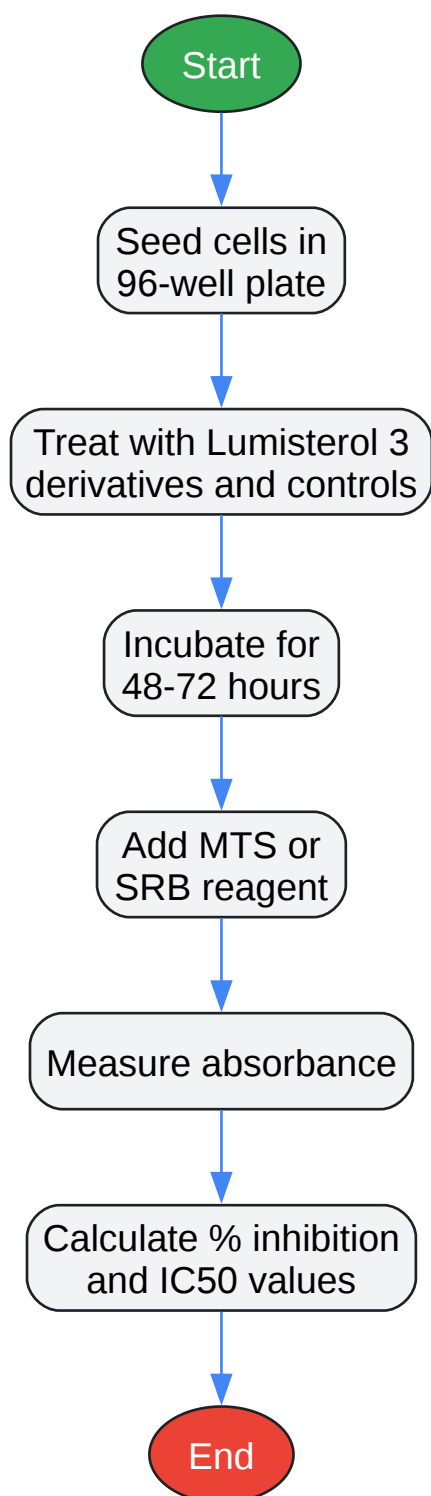 Start
Seed cells in
96-well plate
Treat with Lumisterol 3
derivatives and controls
Incubate for
48-72 hours
Add MTS or
SRB reagent
Measure absorbance
Calculate % inhibition
and IC50 values
End